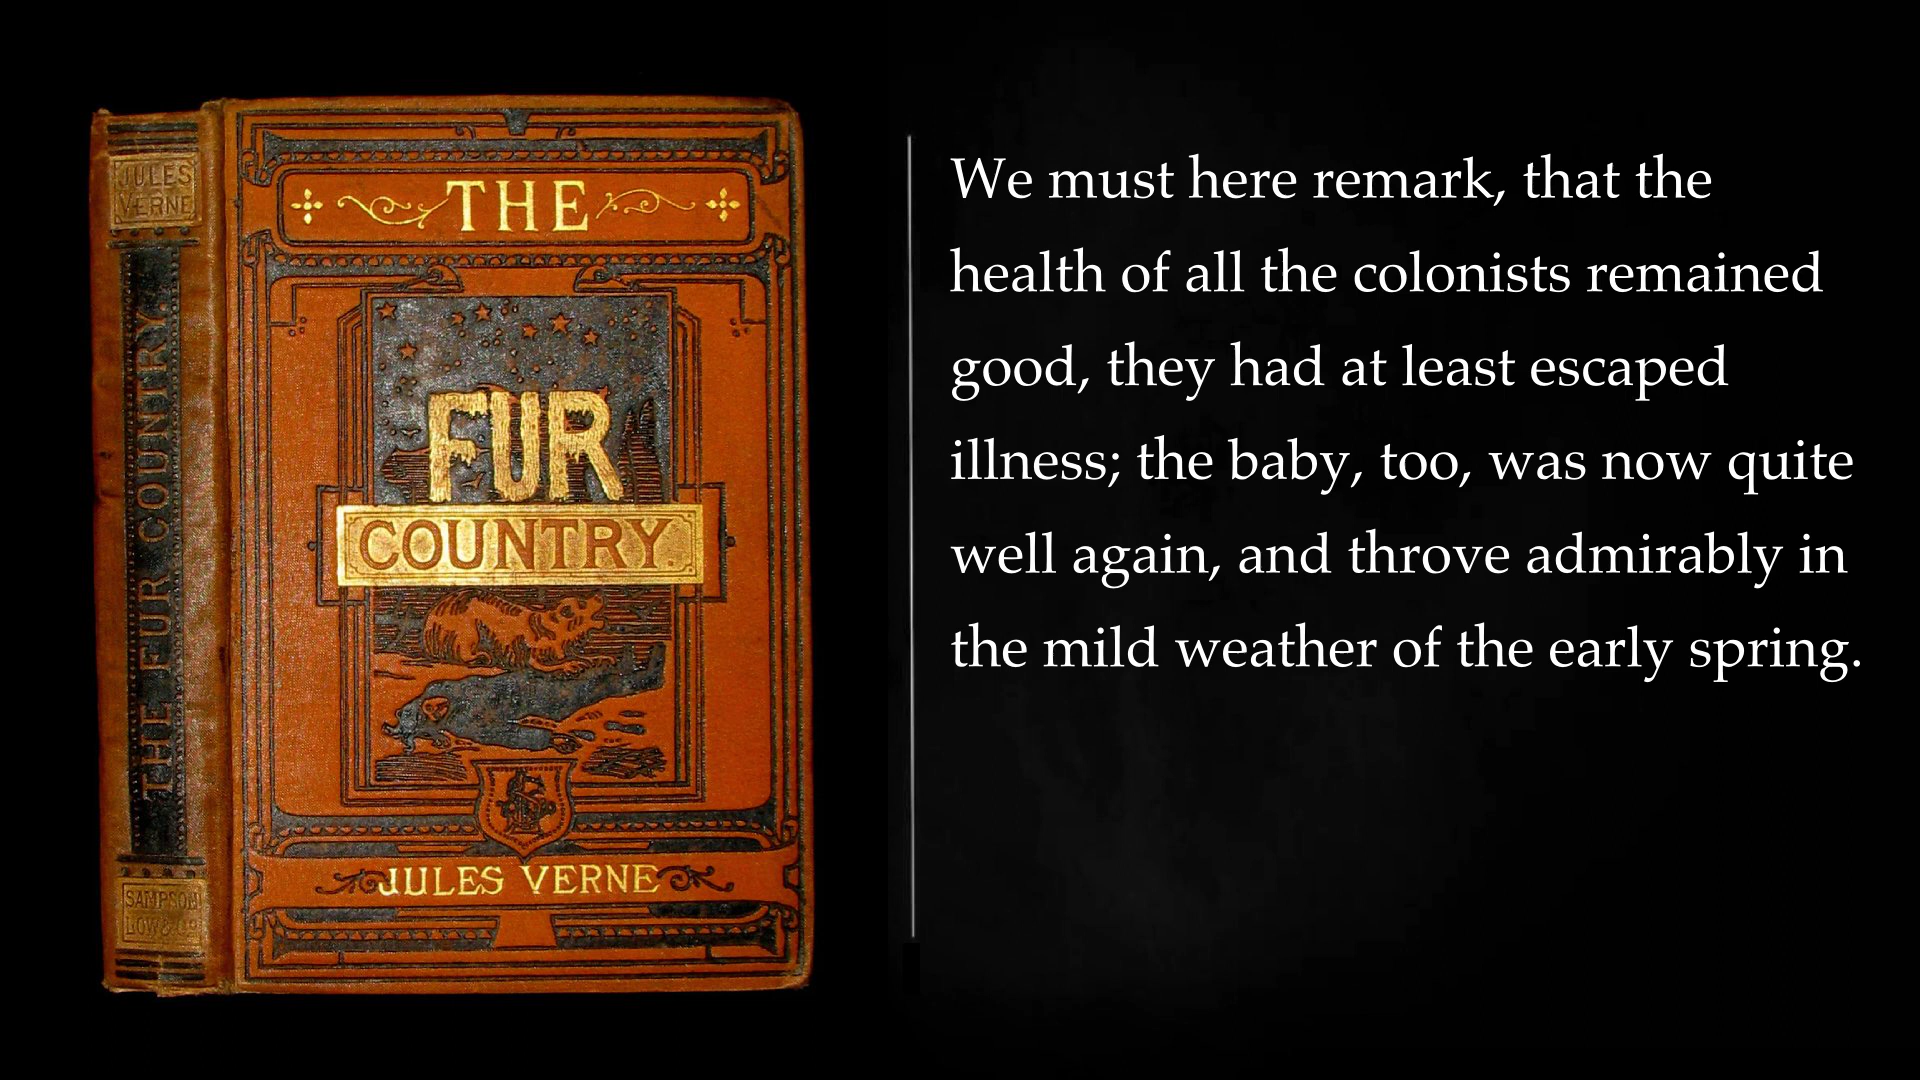 JULES
VERNE
THE FUR COUNTRY.
SAMPSON
LOW & Co
THE
FUR
COUNTRY.
JULES VERNE
We must here remark, that the
health of all the colonists remained
good, they had at least escaped
illness; the baby, too, was now quite
well again, and throve admirably in
the mild weather of the early spring.